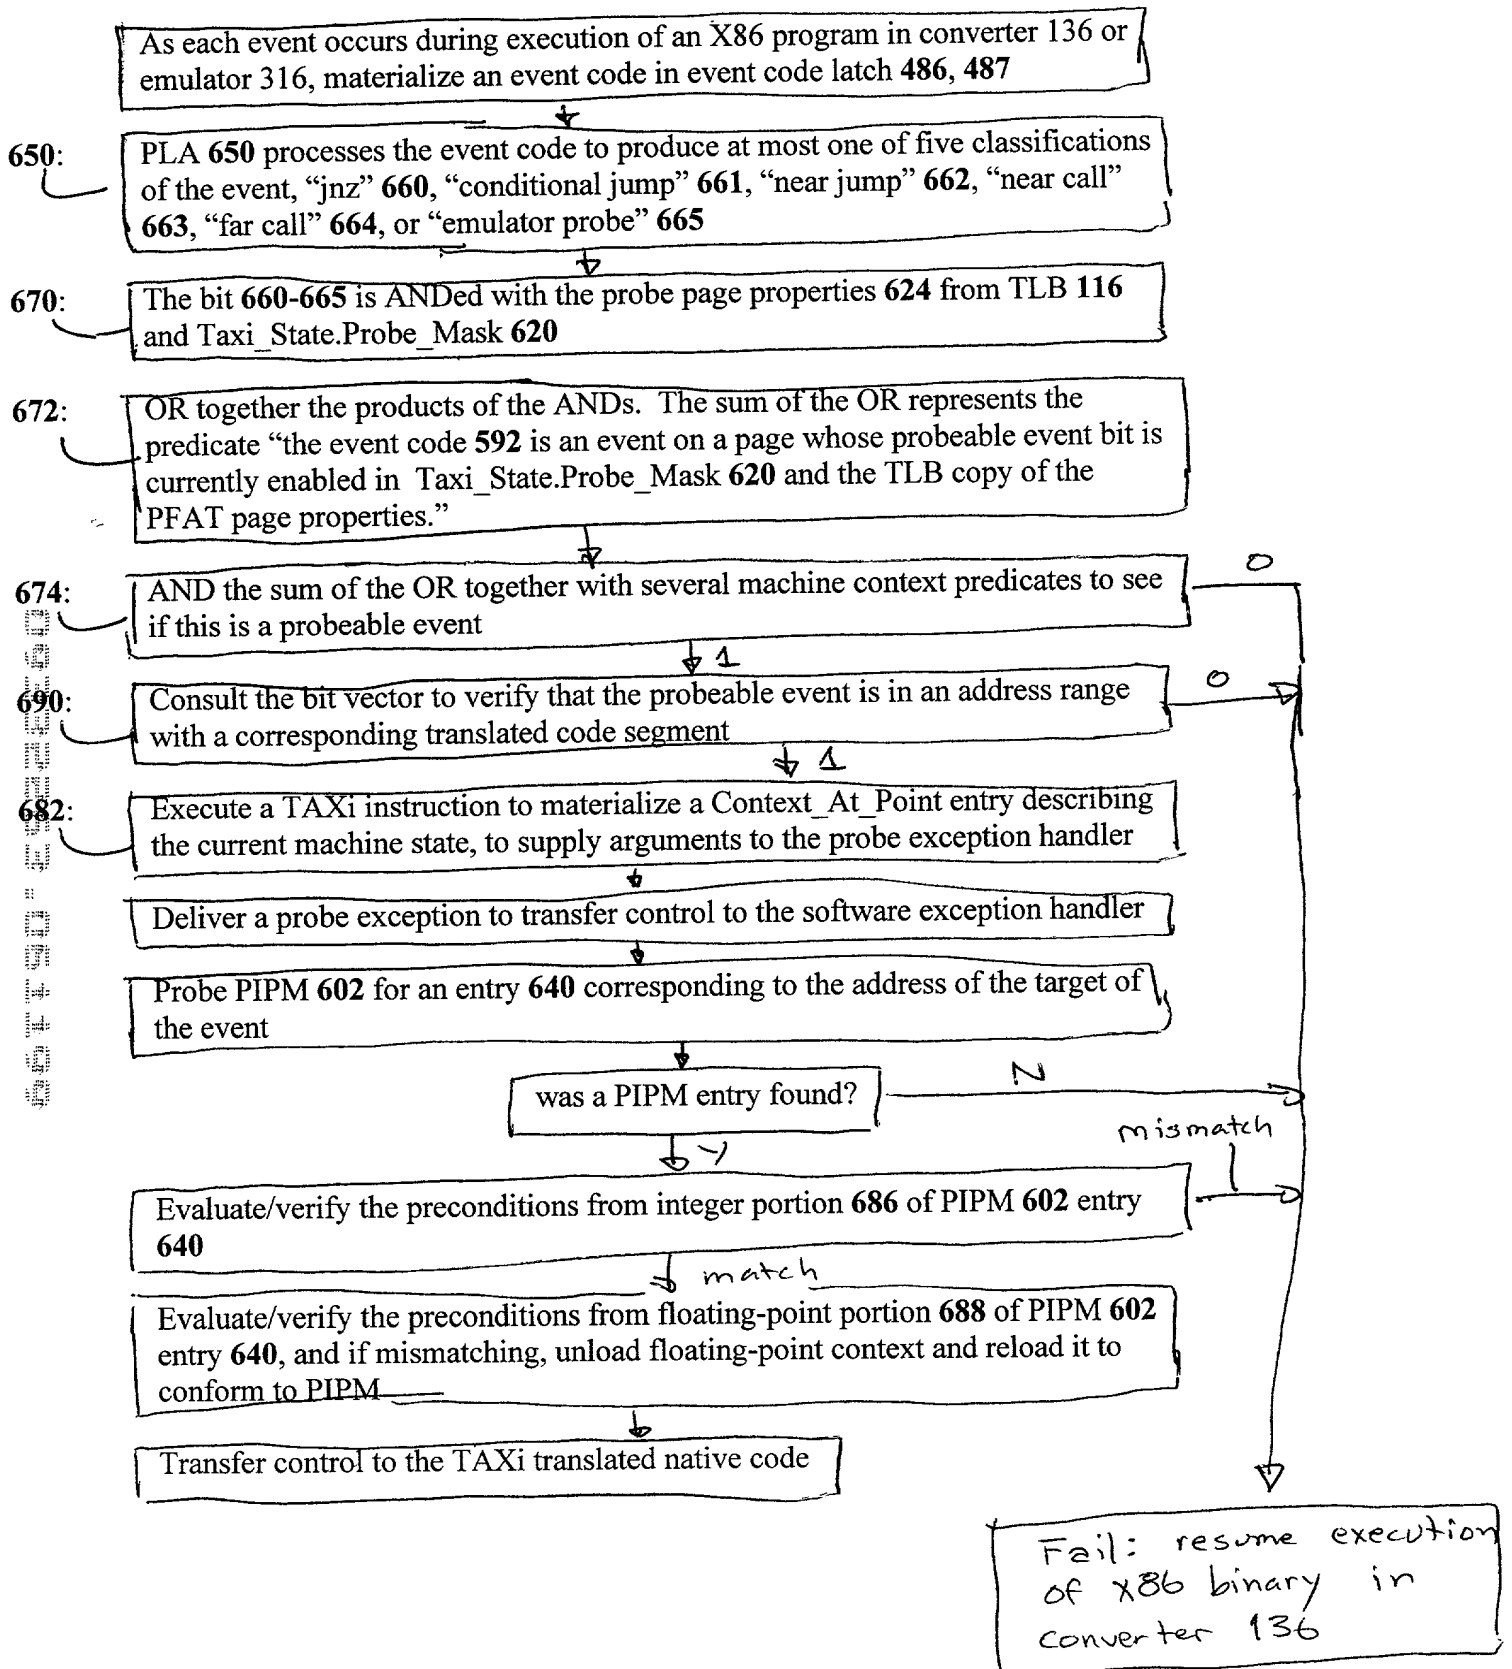 As each event occurs during execution of an X86 program in converter 136 or
emulator 316, materialize an event code in event code latch 486, 487
650:
PLA 650 processes the event code to produce at most one of five classifications
of the event, “jnz” 660, “conditional jump” 661, “near jump” 662, “near call”
663, “far call” 664, or “emulator probe” 665
670:
The bit 660-665 is ANDed with the probe page properties 624 from TLB 116
and Taxi_State.Probe_Mask 620
672:
OR together the products of the ANDs. The sum of the OR represents the
predicate “the event code 592 is an event on a page whose probeable event bit is
currently enabled in Taxi_State.Probe_Mask 620 and the TLB copy of the
PFAT page properties.”
674:
AND the sum of the OR together with several machine context predicates to see
if this is a probeable event
0
1
690:
Consult the bit vector to verify that the probeable event is in an address range
with a corresponding translated code segment
0
1
682:
Execute a TAXi instruction to materialize a Context_At_Point entry describing
the current machine state, to supply arguments to the probe exception handler
Deliver a probe exception to transfer control to the software exception handler
Probe PIPM 602 for an entry 640 corresponding to the address of the target of
the event
was a PIPM entry found?
N
Y
mismatch
Evaluate/verify the preconditions from integer portion 686 of PIPM 602 entry
640
match
Evaluate/verify the preconditions from floating-point portion 688 of PIPM 602
entry 640, and if mismatching, unload floating-point context and reload it to
conform to PIPM
Transfer control to the TAXi translated native code
Fail: resume execution
of X86 binary in
converter 136